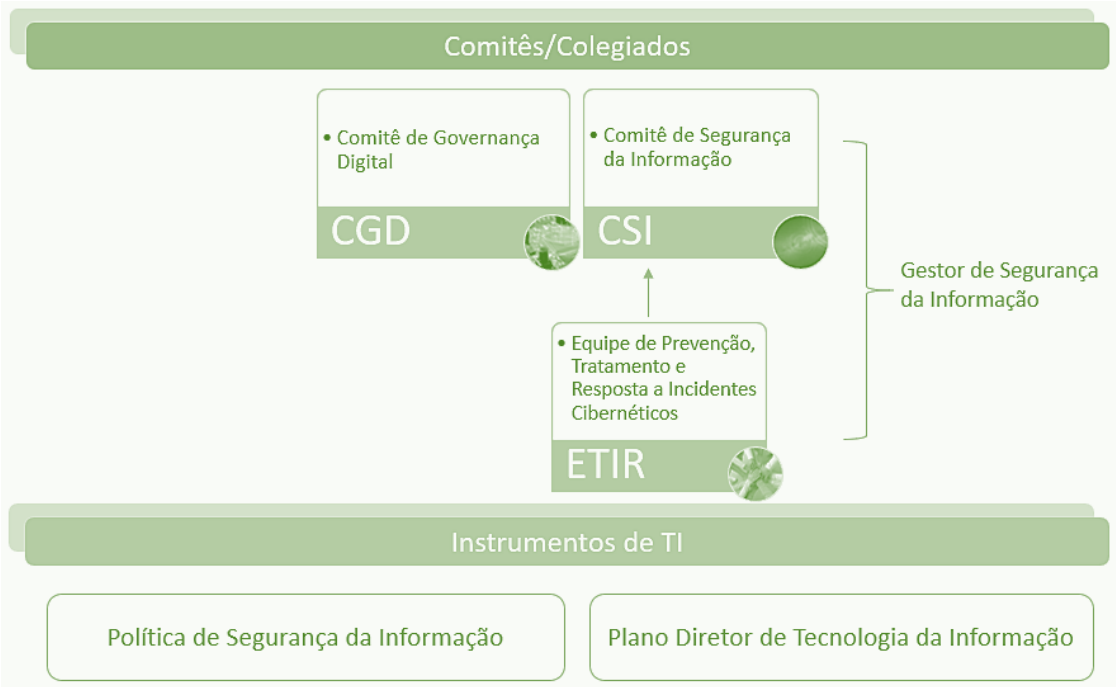 Comitês/Colegiados
• Comitê de Governança
Digital
CGD
• Comitê de Segurança
da Informação
CSI
Gestor de Segurança
da Informação
• Equipe de Prevenção,
Tratamento e
Resposta a Incidentes
Cibernéticos
ETIR
Instrumentos de TI
Política de Segurança da Informação
Plano Diretor de Tecnologia da Informação